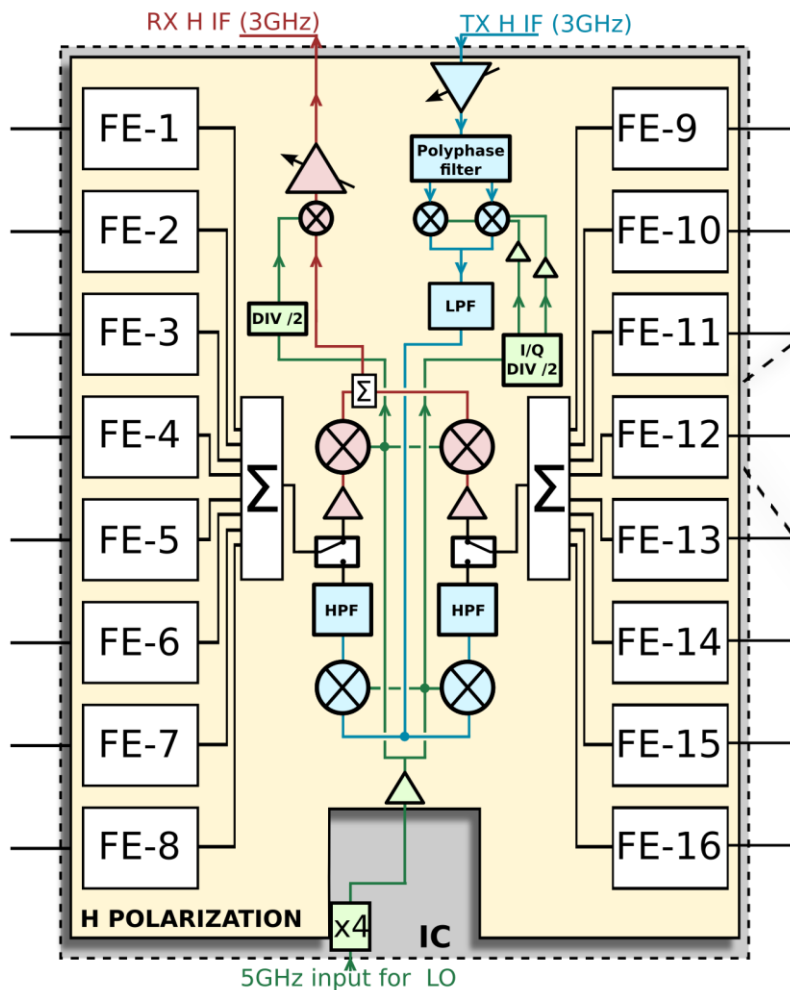 RX H IF (3GHz)
TX H IF (3GHz)
FE-1
FE-2
FE-3
FE-4
FE-5
FE-6
FE-7
FE-8
Polyphase
filter
DIV /2
LPF
I/Q
DIV /2
Σ
Σ
Σ
HPF
HPF
FE-9
FE-10
FE-11
FE-12
FE-13
FE-14
FE-15
FE-16
H POLARIZATION
x4
IC
5GHz input for LO